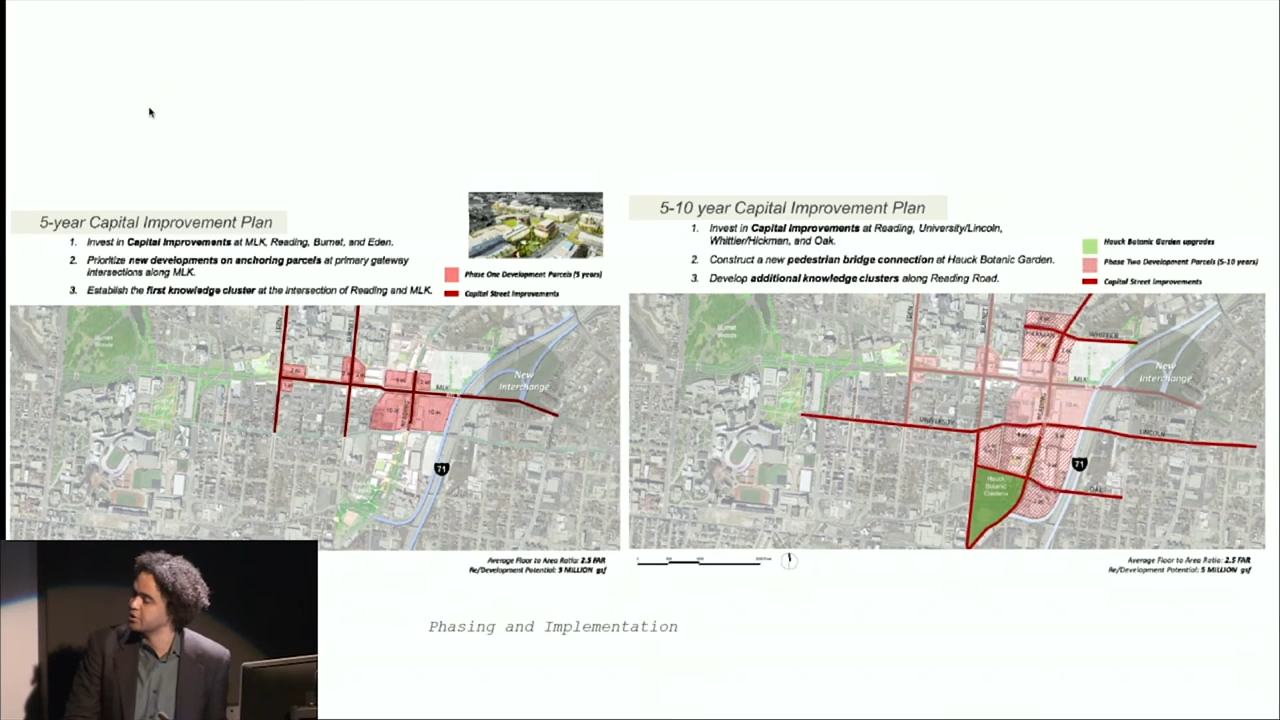 5-year Capital Improvement Plan
1. Invest in Capital Improvements at MLK, Reading, Burnet, and Eden.
2. Prioritize new developments on anchoring parcels at primary gateway
intersections along MLK.
3. Establish the first knowledge cluster at the intersection of Reading and MLK.
Phase One Development Parcels (5 years)
Capital Street Improvements
Burnet
Woods
MLK
New
Interchange
71
Average Floor to Area Ratio: 2.5 FAR
Re/Development Potential: 3 MILLION gsf
5-10 year Capital Improvement Plan
1. Invest in Capital Improvements at Reading, University/Lincoln,
Whittier/Hickman, and Oak.
2. Construct a new pedestrian bridge connection at Hauck Botanic Garden.
3. Develop additional knowledge clusters along Reading Road.
Hauck Botanic Garden upgrades
Phase Two Development Parcels (5-10 years)
Capital Street Improvements
Burnet
Woods
WHITTIER
MLK
New
Interchange
READING
UNIVERSITY
LINCOLN
71
Hauck
Botanic
Gardens
OAK
Average Floor to Area Ratio: 2.5 FAR
Re/Development Potential: 5 MILLION gsf
Phasing and Implementation